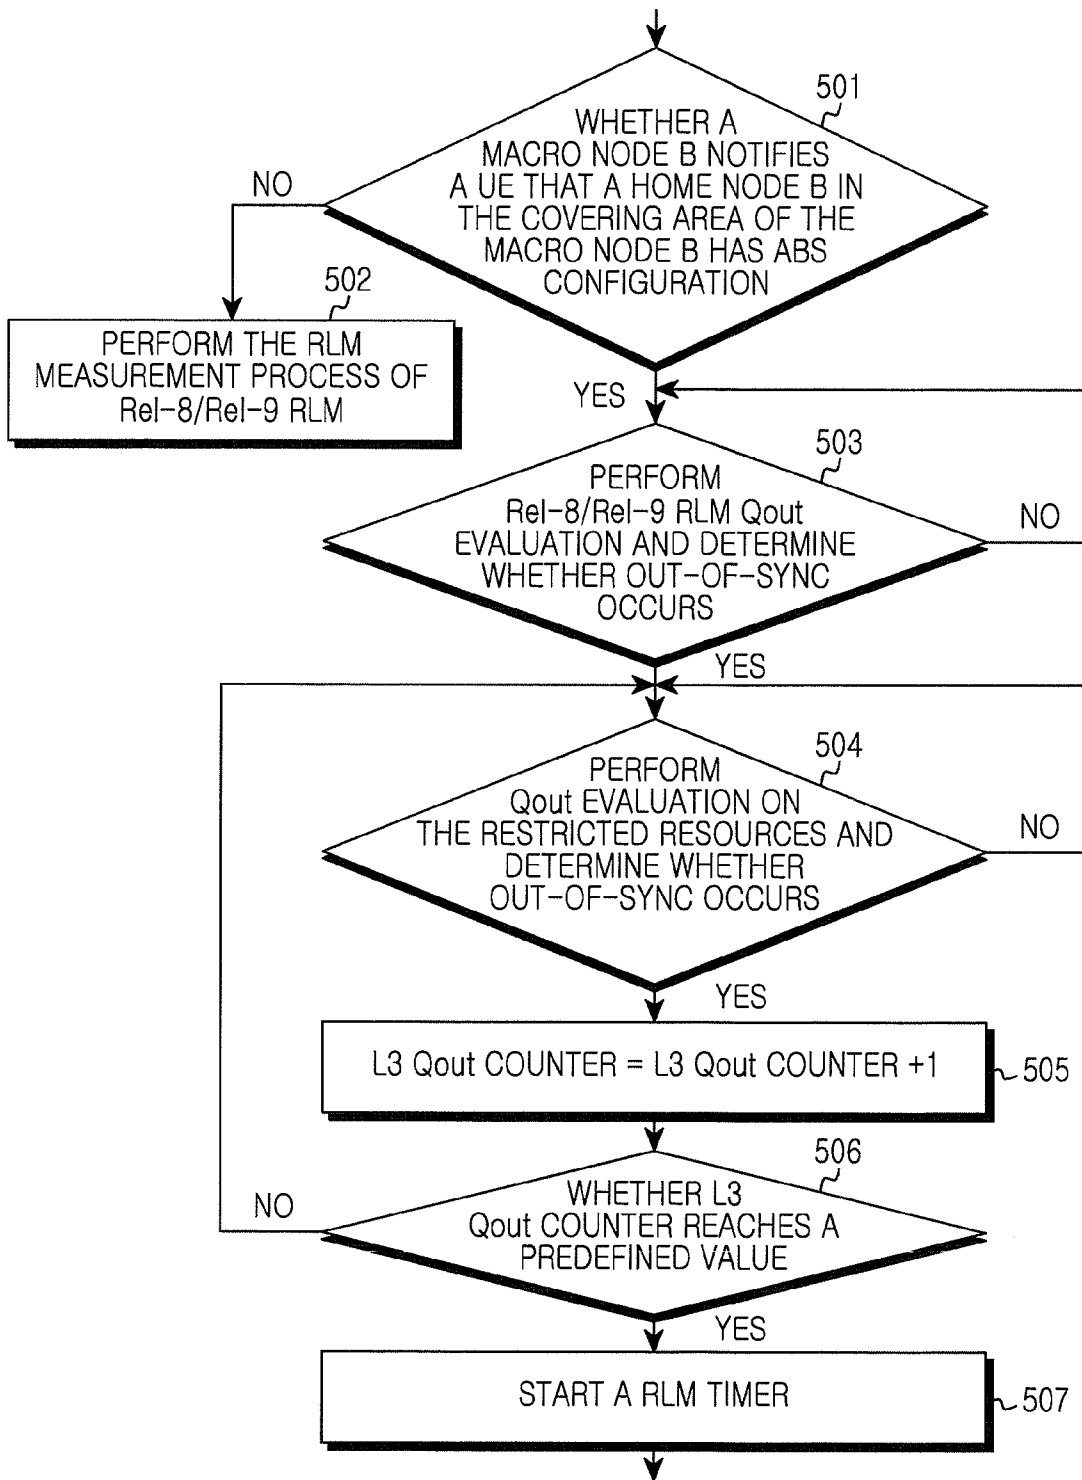 501
WHETHER A
MACRO NODE B NOTIFIES
A UE THAT A HOME NODE B IN
THE COVERING AREA OF THE
MACRO NODE B HAS ABS
CONFIGURATION
NO
502
PERFORM THE RLM
MEASUREMENT PROCESS OF
Rel-8/Rel-9 RLM
YES
503
PERFORM
Rel-8/Rel-9 RLM Qout
EVALUATION AND DETERMINE
WHETHER OUT-OF-SYNC
OCCURS
NO
YES
504
PERFORM
Qout EVALUATION ON
THE RESTRICTED RESOURCES AND
DETERMINE WHETHER
OUT-OF-SYNC OCCURS
NO
YES
L3 Qout COUNTER = L3 Qout COUNTER +1
505
506
WHETHER L3
Qout COUNTER REACHES A
PREDEFINED VALUE
NO
YES
START A RLM TIMER
507